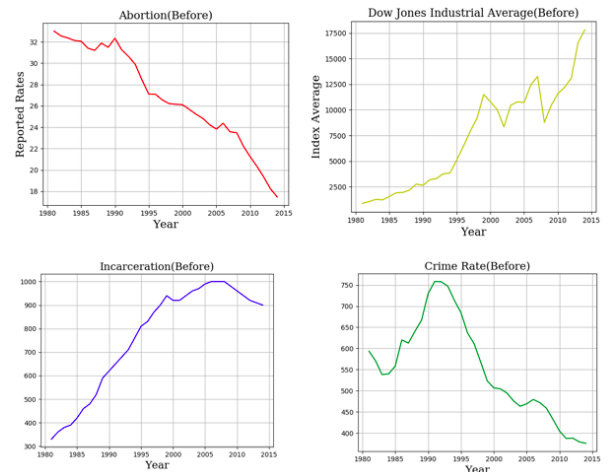 Abortion(Before)
Reported Rates
32
30
28
26
24
22
20
18
1980 1985 1990 1995 2000 2005 2010 2015
Year
Dow Jones Industrial Average(Before)
Index Average
17500
15000
12500
10000
7500
5000
2500
1980 1985 1990 1995 2000 2005 2010 2015
Year
Incarceration(Before)
1000
900
800
700
600
500
400
300
1980 1985 1990 1995 2000 2005 2010 2015
Year
Crime Rate(Before)
750
700
650
600
550
500
450
400
1980 1985 1990 1995 2000 2005 2010 2015
Year